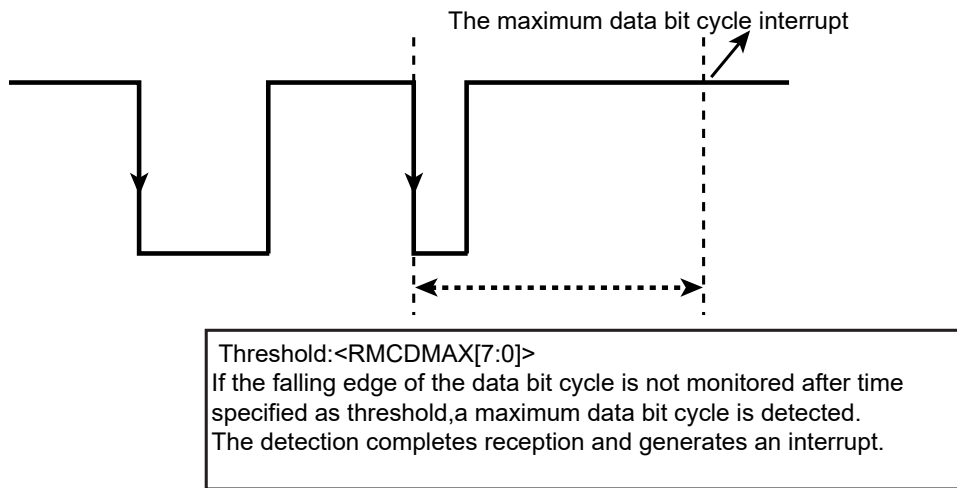 The maximum data bit cycle interrupt
Threshold:<RMCDMAX[7:0]>
If the falling edge of the data bit cycle is not monitored after time
specified as threshold,a maximum data bit cycle is detected.
The detection completes reception and generates an interrupt.